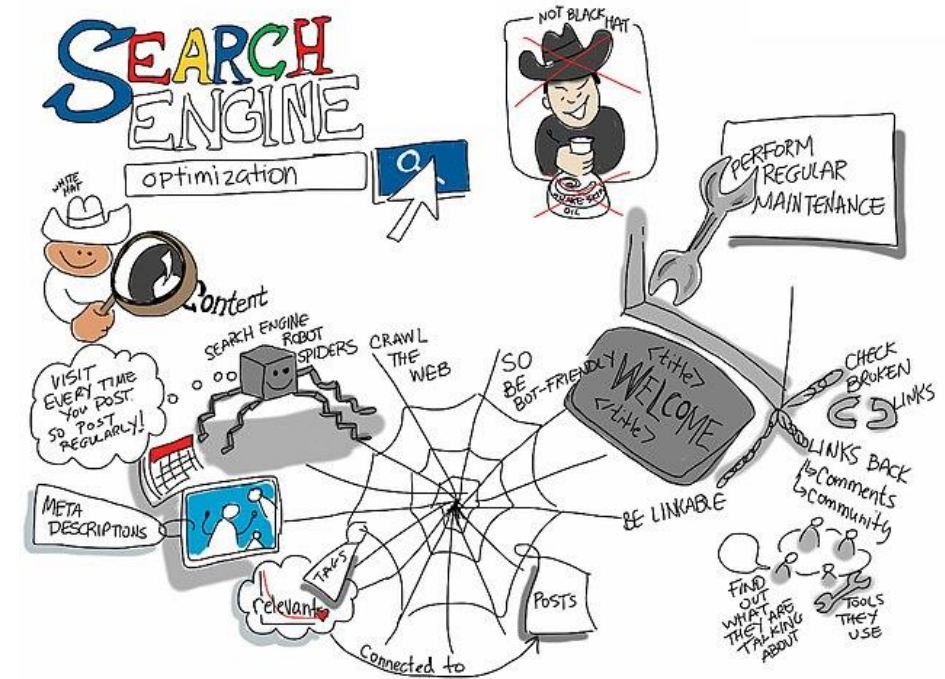 SEARCH
ENGINE
optimization
NOT BLACK HAT
SNAKE SKIN
OIL
PERFORM
REGULAR
MAINTENANCE
WHITE
HAT
Content
SEARCH ENGINE
ROBOT
SPIDERS
CRAWL
THE
WEB
SO
BE
BOT-FRIENDLY
<title>
WELCOME
</title>
CHECK
BROKEN
LINKS
VISIT
EVERY TIME
YOU POST
SO POST
REGULARLY!
LINKS BACK
Comments
Community
BE LINKABLE
META
DESCRIPTIONS
TAGS
relevant
POSTS
Connected to
FIND
OUT
WHAT
THEY ARE
TALKING
ABOUT
TOOLS
THEY
USE